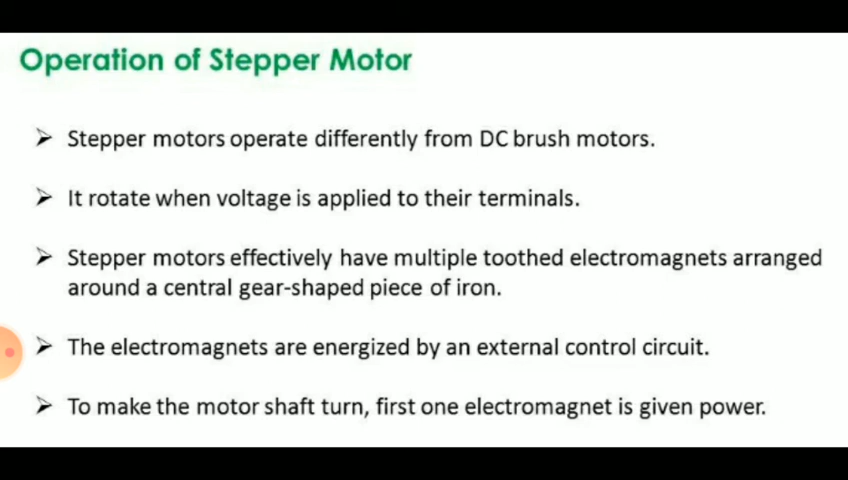 Operation of Stepper Motor
➢ Stepper motors operate differently from DC brush motors.
➢ It rotate when voltage is applied to their terminals.
➢ Stepper motors effectively have multiple toothed electromagnets arranged
around a central gear-shaped piece of iron.
➢ The electromagnets are energized by an external control circuit.
➢ To make the motor shaft turn, first one electromagnet is given power.